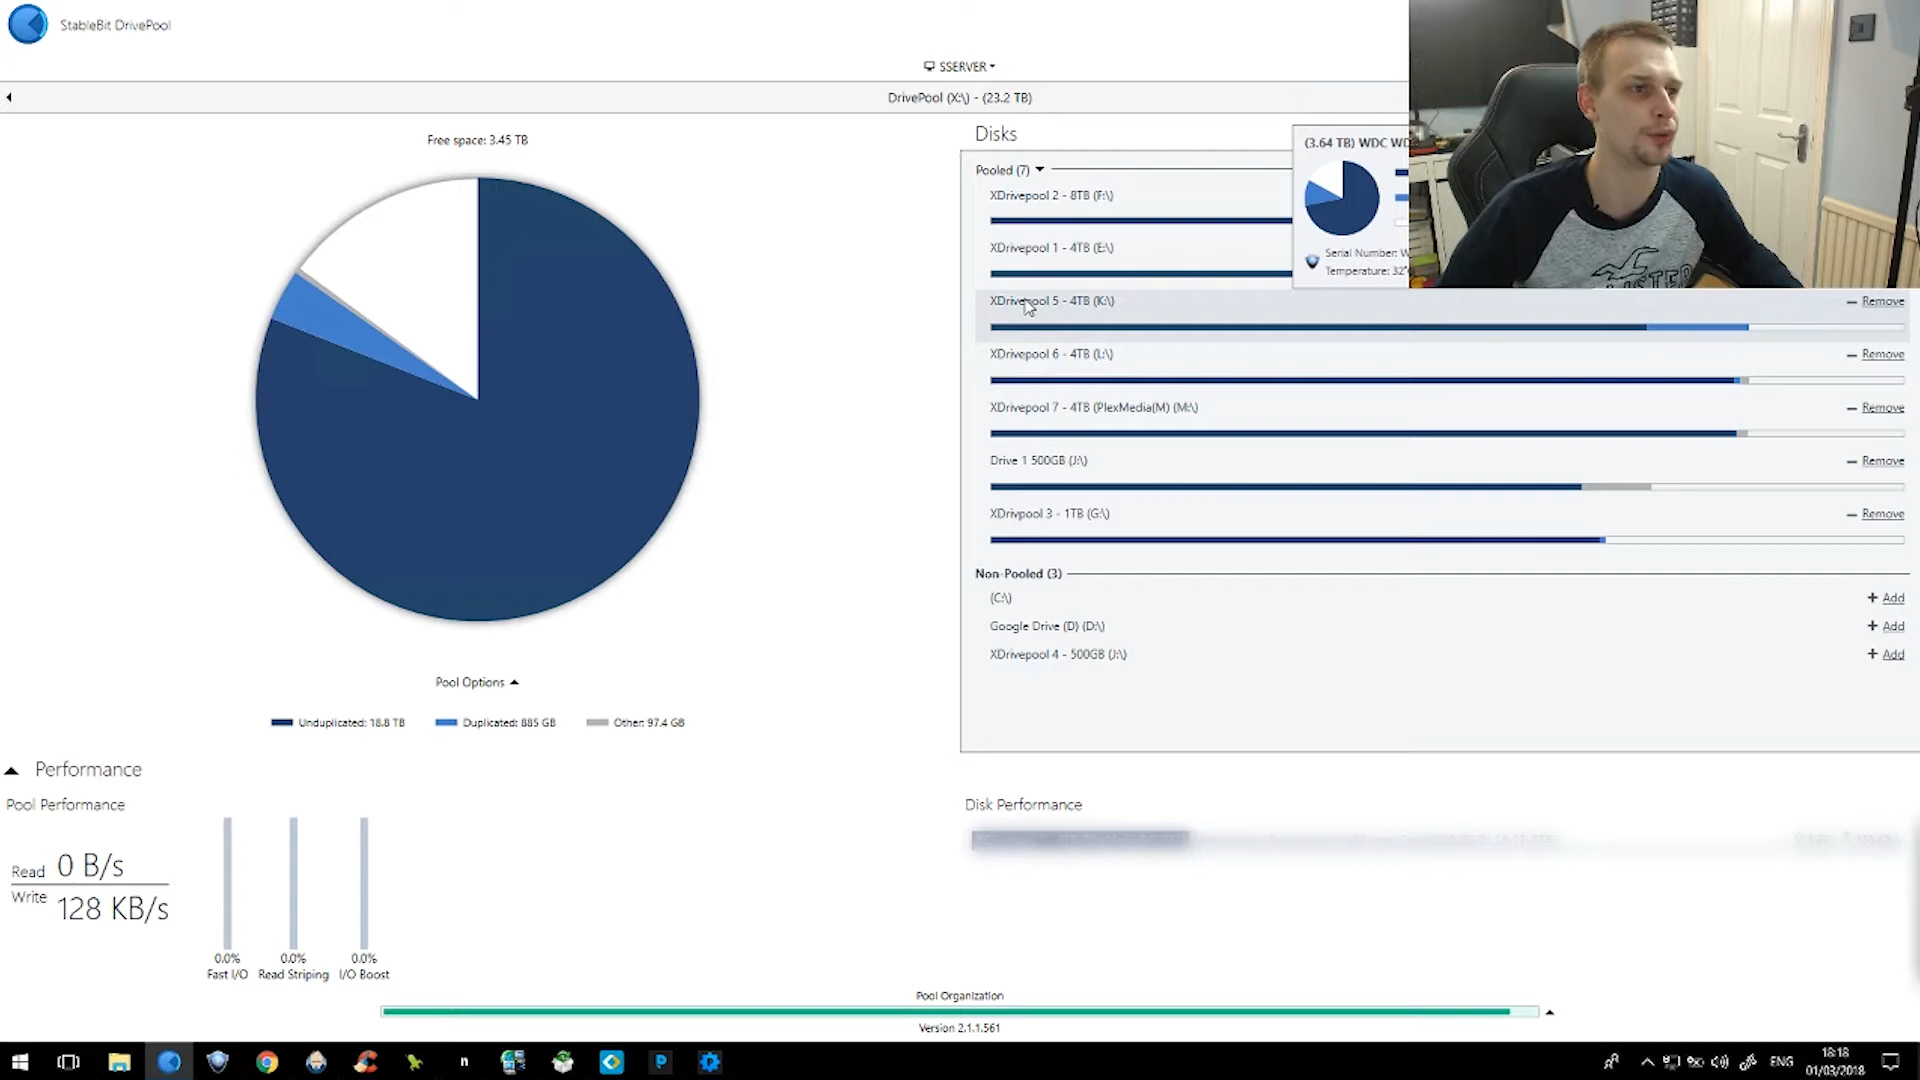 StableBit DrivePool
SSERVER
DrivePool (X:\) - (23.2 TB)
Free space: 3.45 TB
Disks
Pooled (7)
XDrivepool 2 - 8TB (F:\)
XDrivepool 1 - 4TB (E:\)
(3.64 TB) WDC
Serial Number:
Temperature: 32°
XDrivepool 5 - 4TB (K:\)
Remove
XDrivepool 6 - 4TB (L:\)
Remove
XDrivepool 7 - 4TB (PlexMedia(M) (M:\)
Remove
Drive 1 500GB (J:\)
Remove
XDrivpool 3 - 1TB (G:\)
Remove
Non-Pooled (3)
(C:\)
Add
Google Drive (D) (D:\)
Add
XDrivepool 4 - 500GB (J:\)
Add
Pool Options
Unduplicated: 18.8 TB
Duplicated: 885 GB
Other: 97.4 GB
Performance
Pool Performance
Read 0 B/s
Write 128 KB/s
0.0%
Fast I/O
0.0%
Read Striping
0.0%
I/O Boost
Disk Performance
Pool Organization
Version 2.1.1.561
ENG
18:18
01/03/2018